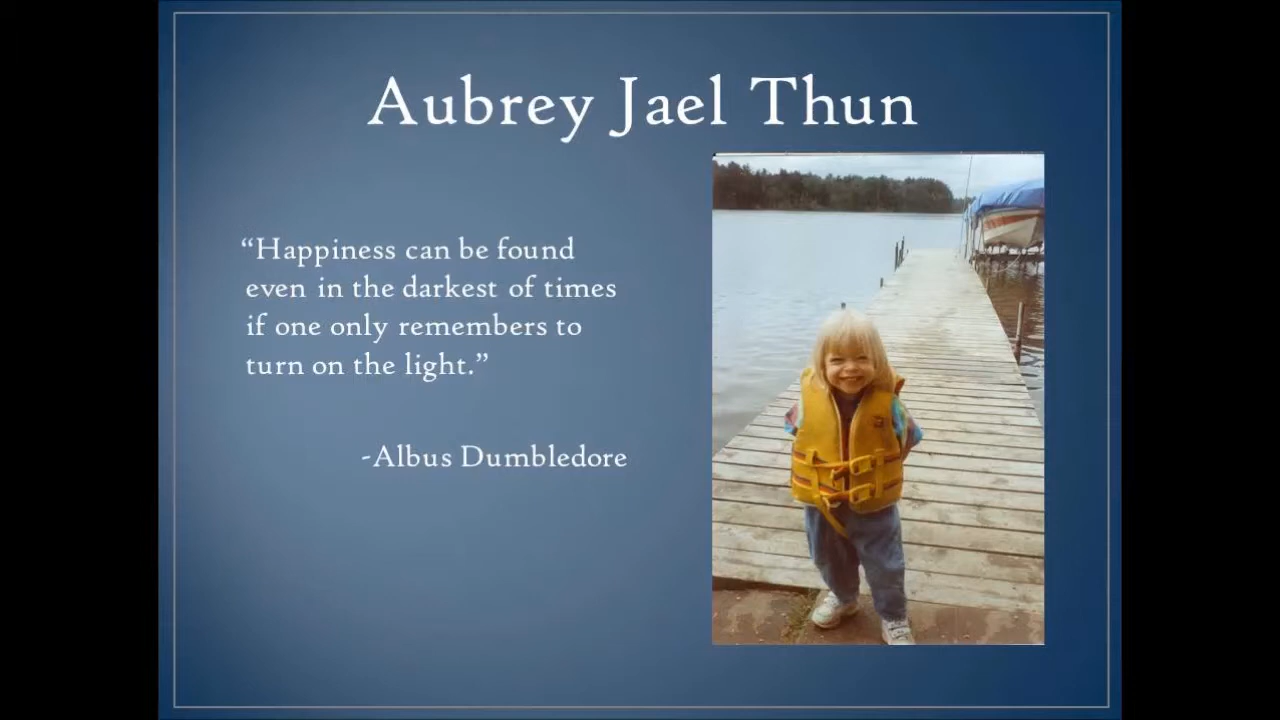 Aubrey Jael Thun
“Happiness can be found
even in the darkest of times
if one only remembers to
turn on the light.”
-Albus Dumbledore